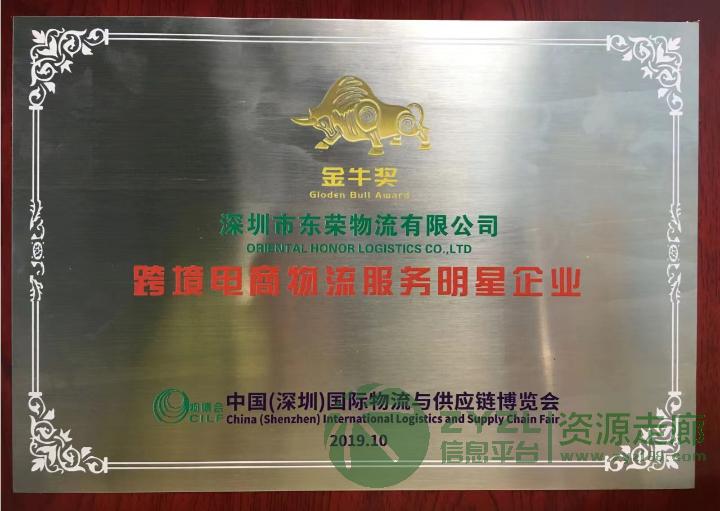 金牛奖
Gloden Bull Award
深圳市东荣物流有限公司
ORIENTAL HONOR LOGISTICS CO.,LTD
跨境电商物流服务明星企业
物博会
CILF
中国(深圳)国际物流与供应链博览会
China (Shenzhen) International Logistics and Supply Chain Fair
2019.10
ZYZL
信息平台
资源走廊